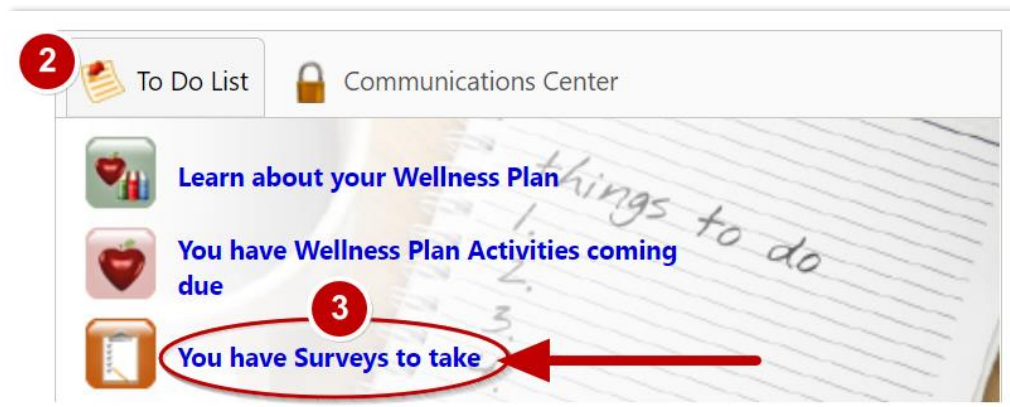 2
To Do List
Communications Center
Learn about your Wellness Plan
things to do
1.
You have Wellness Plan Activities coming
due
2.
3
3.
You have Surveys to take